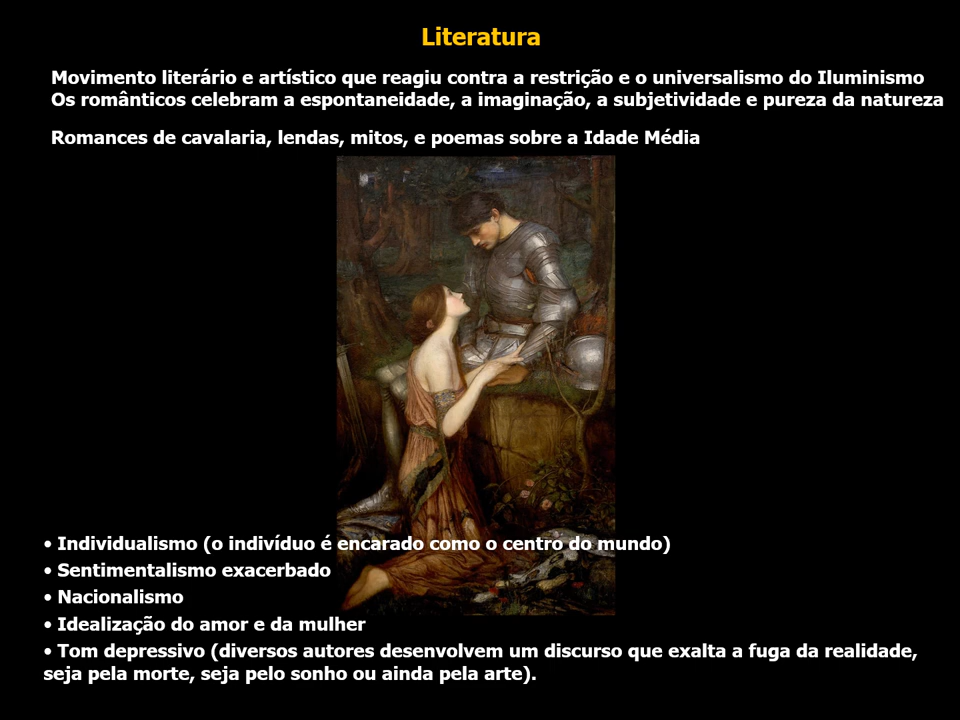 Literatura
Movimento literário e artístico que reagiu contra a restrição e o universalismo do Iluminismo
Os românticos celebram a espontaneidade, a imaginação, a subjetividade e pureza da natureza
Romances de cavalaria, lendas, mitos, e poemas sobre a Idade Média
• Individualismo (o indivíduo é encarado como o centro do mundo)
• Sentimentalismo exacerbado
• Nacionalismo
• Idealização do amor e da mulher
• Tom depressivo (diversos autores desenvolvem um discurso que exalta a fuga da realidade,
seja pela morte, seja pelo sonho ou ainda pela arte).